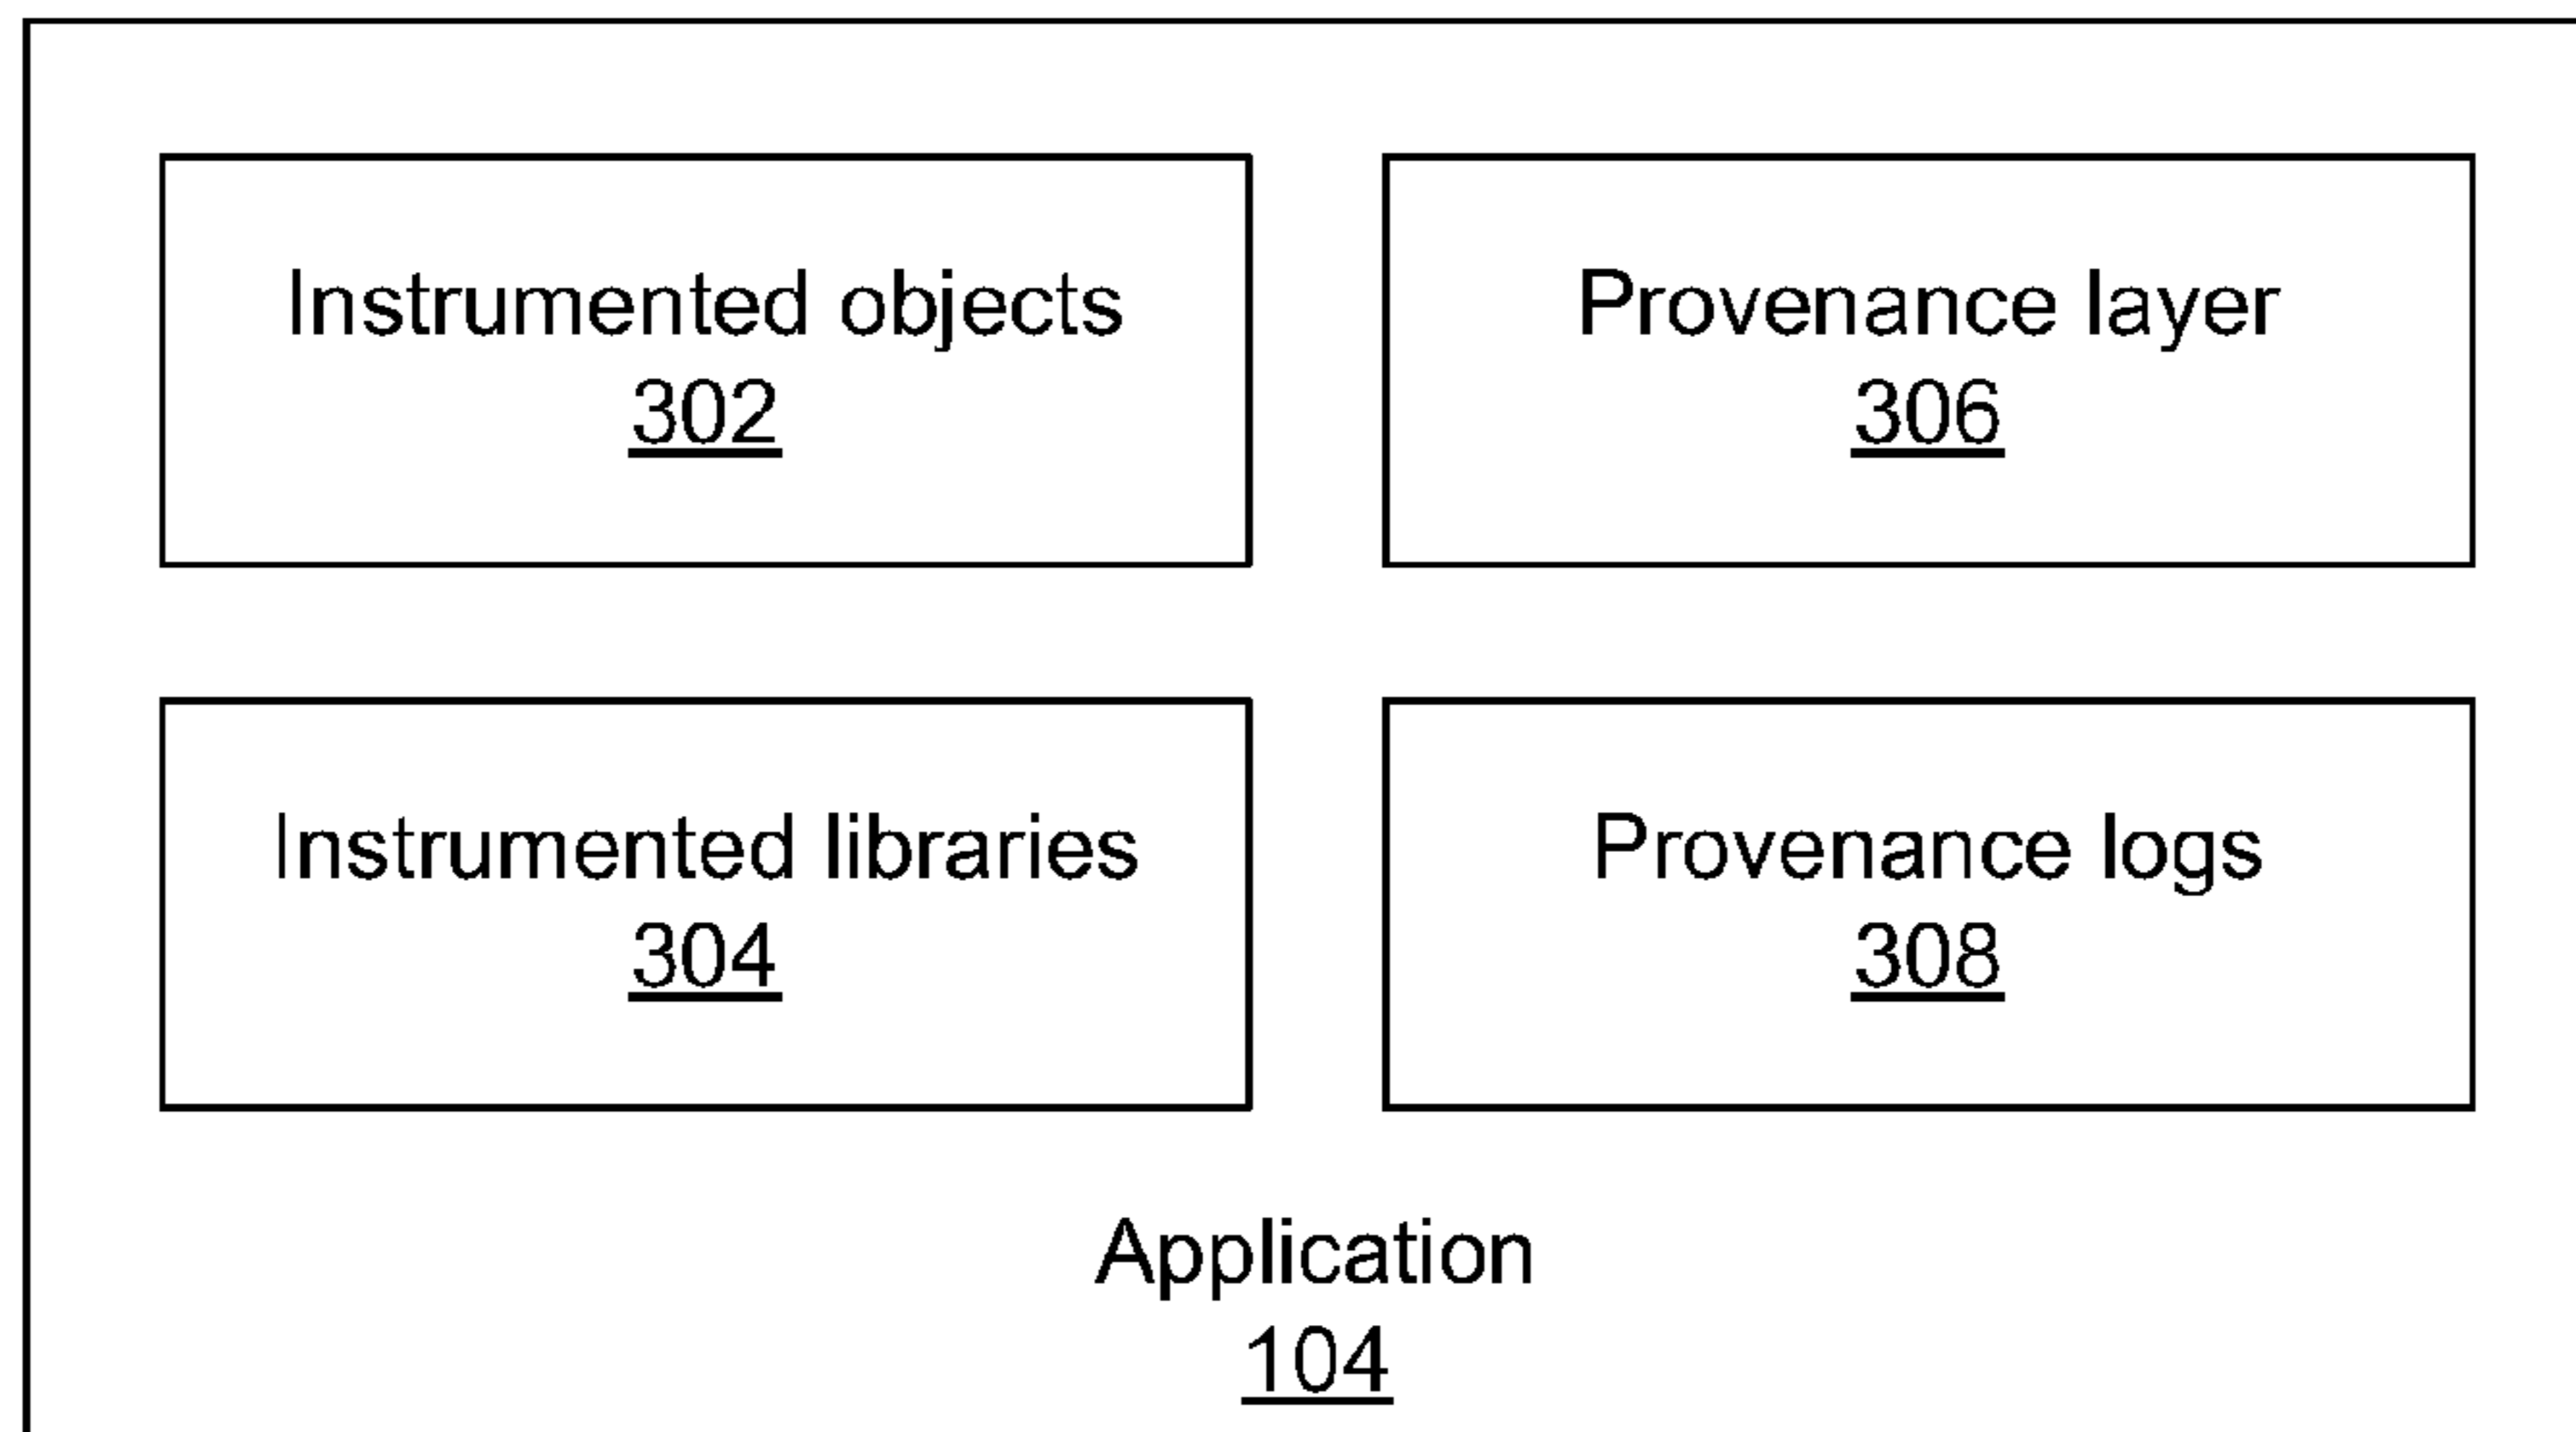 Instrumented objects
302
Provenance layer
306
Instrumented libraries
304
Provenance logs
308
Application
104